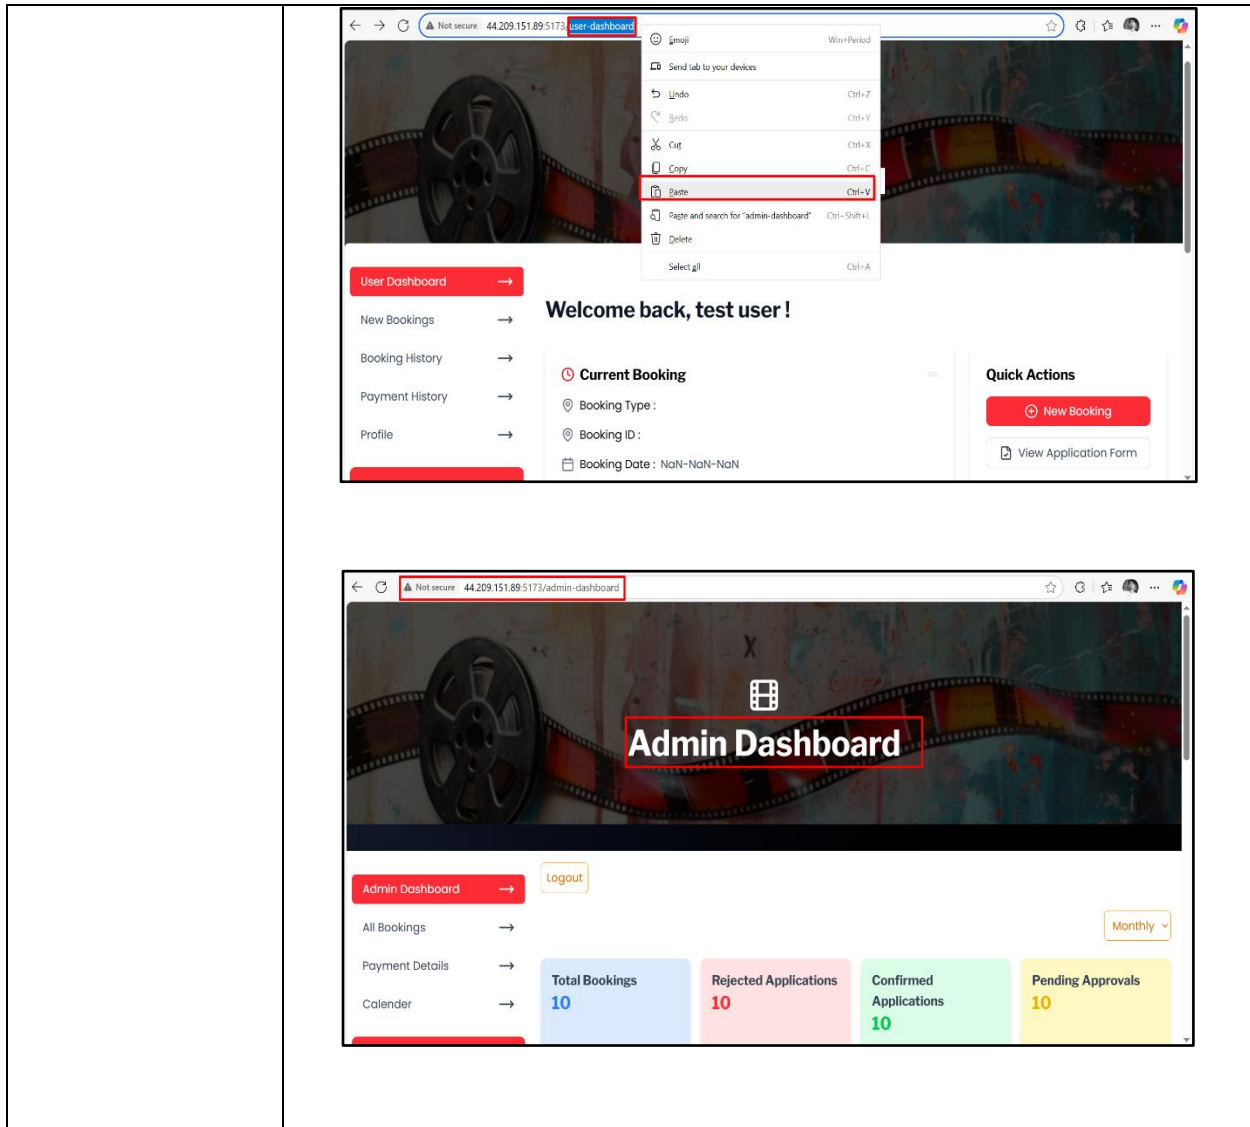 Not secure 44.209.151.89:5173/user-dashboard
Emoji Win+Period
Send tab to your devices
Undo Ctrl+Z
Redo Ctrl+Y
Cut Ctrl+X
Copy Ctrl+C
Paste Ctrl+V
Paste and search for "admin-dashboard" Ctrl+Shift+L
Delete
Select all Ctrl+A
User Dashboard
New Bookings
Booking History
Payment History
Profile
Welcome back, test user !
Current Booking
Booking Type :
Booking ID :
Booking Date : NaN-NaN-NaN
Quick Actions
New Booking
View Application Form
Not secure 44.209.151.89:5173/admin-dashboard
Admin Dashboard
Admin Dashboard
All Bookings
Payment Details
Calender
Logout
Monthly
Total Bookings
10
Rejected Applications
10
Confirmed
Applications
10
Pending Approvals
10